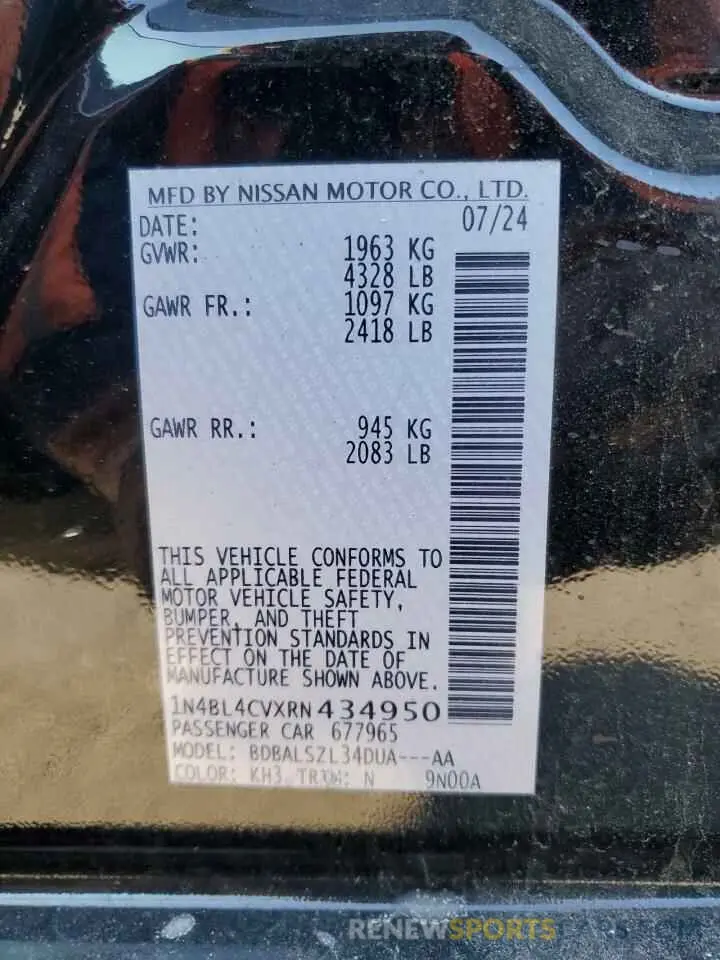 MFD BY NISSAN MOTOR CO., LTD.
DATE: 07/24
GVWR: 1963 KG
4328 LB
GAWR FR.: 1097 KG
2418 LB
GAWR RR.: 945 KG
2083 LB
THIS VEHICLE CONFORMS TO
ALL APPLICABLE FEDERAL
MOTOR VEHICLE SAFETY,
BUMPER, AND THEFT
PREVENTION STANDARDS IN
EFFECT ON THE DATE OF
MANUFACTURE SHOWN ABOVE.
1N4BL4CVXRN434950
PASSENGER CAR 677965
MODEL: BDBALSZL34DUA---AA
COLOR: KH3 TRIM: N 9N00A
RENEWSPORTSCARS.COM